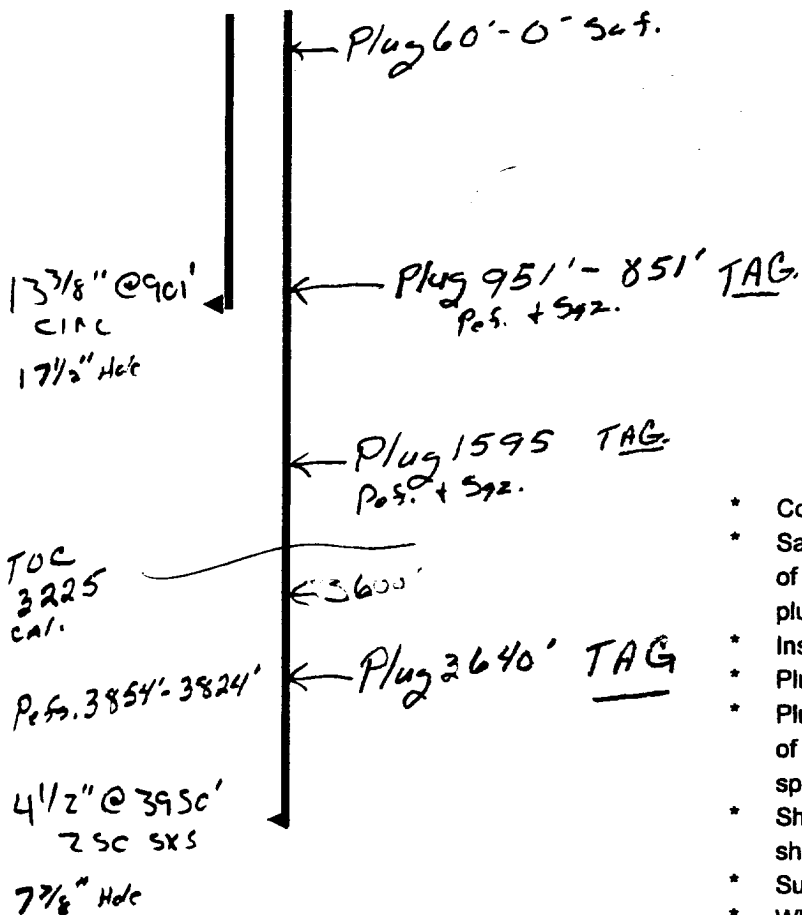 Plug 60'-0' Surf.
13 3/8" @ 901'
CIRC
17 1/2" Hole
Plug 951'- 851' TAG.
Perf. + Sqz.
Plug 1595 TAG.
Perf. + Sqz.
TOC
3225
CAL.
3600'
Perfs. 3854'-3824'
Plug 3640' TAG
4 1/2" @ 3950'
250 SXS
7 7/8" Hole
* Co
* Sa
of
plu
* Ins
* Plu
* Plu
of
sp
* Sh
sh
* Su
* Wh